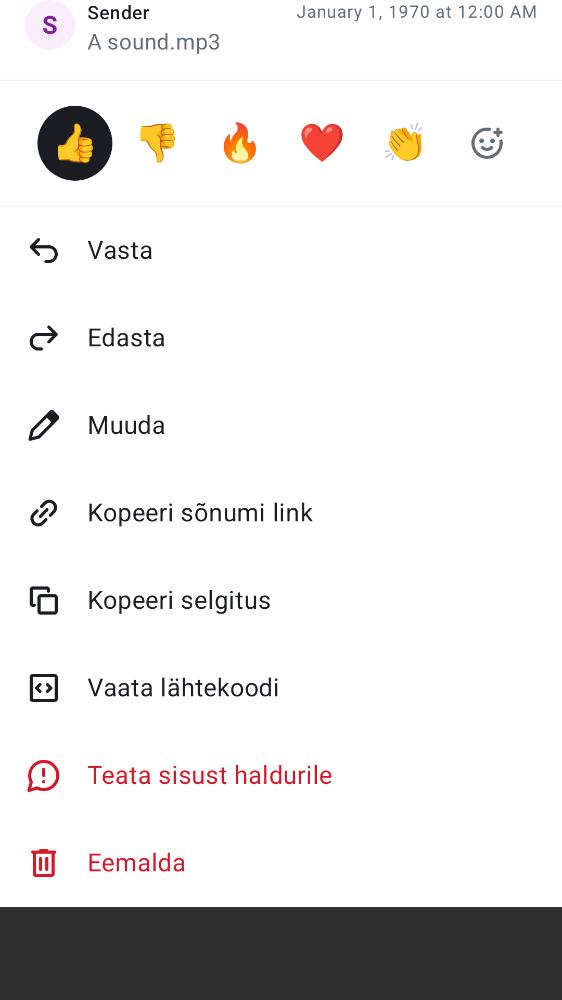 S
Sender
January 1, 1970 at 12:00 AM
A sound.mp3
Vasta
Edasta
Muuda
Kopeeri sõnumi link
Kopeeri selgitus
Vaata lähtekoodi
Teata sisust haldurile
Eemalda